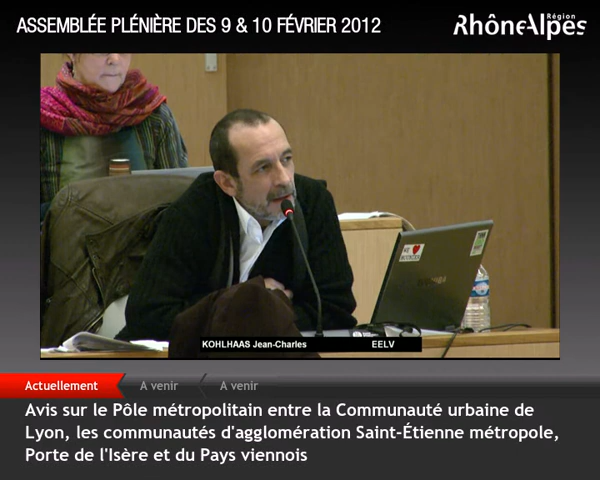 ASSEMBLÉE PLÉNIÈRE DES 9 & 10 FÉVRIER 2012
Région
RhôneAlpes
TOSHIBA
KOHLHAAS Jean-Charles EELV
Actuellement A venir A venir
Avis sur le Pôle métropolitain entre la Communauté urbaine de
Lyon, les communautés d'agglomération Saint-Étienne métropole,
Porte de l'Isère et du Pays viennois